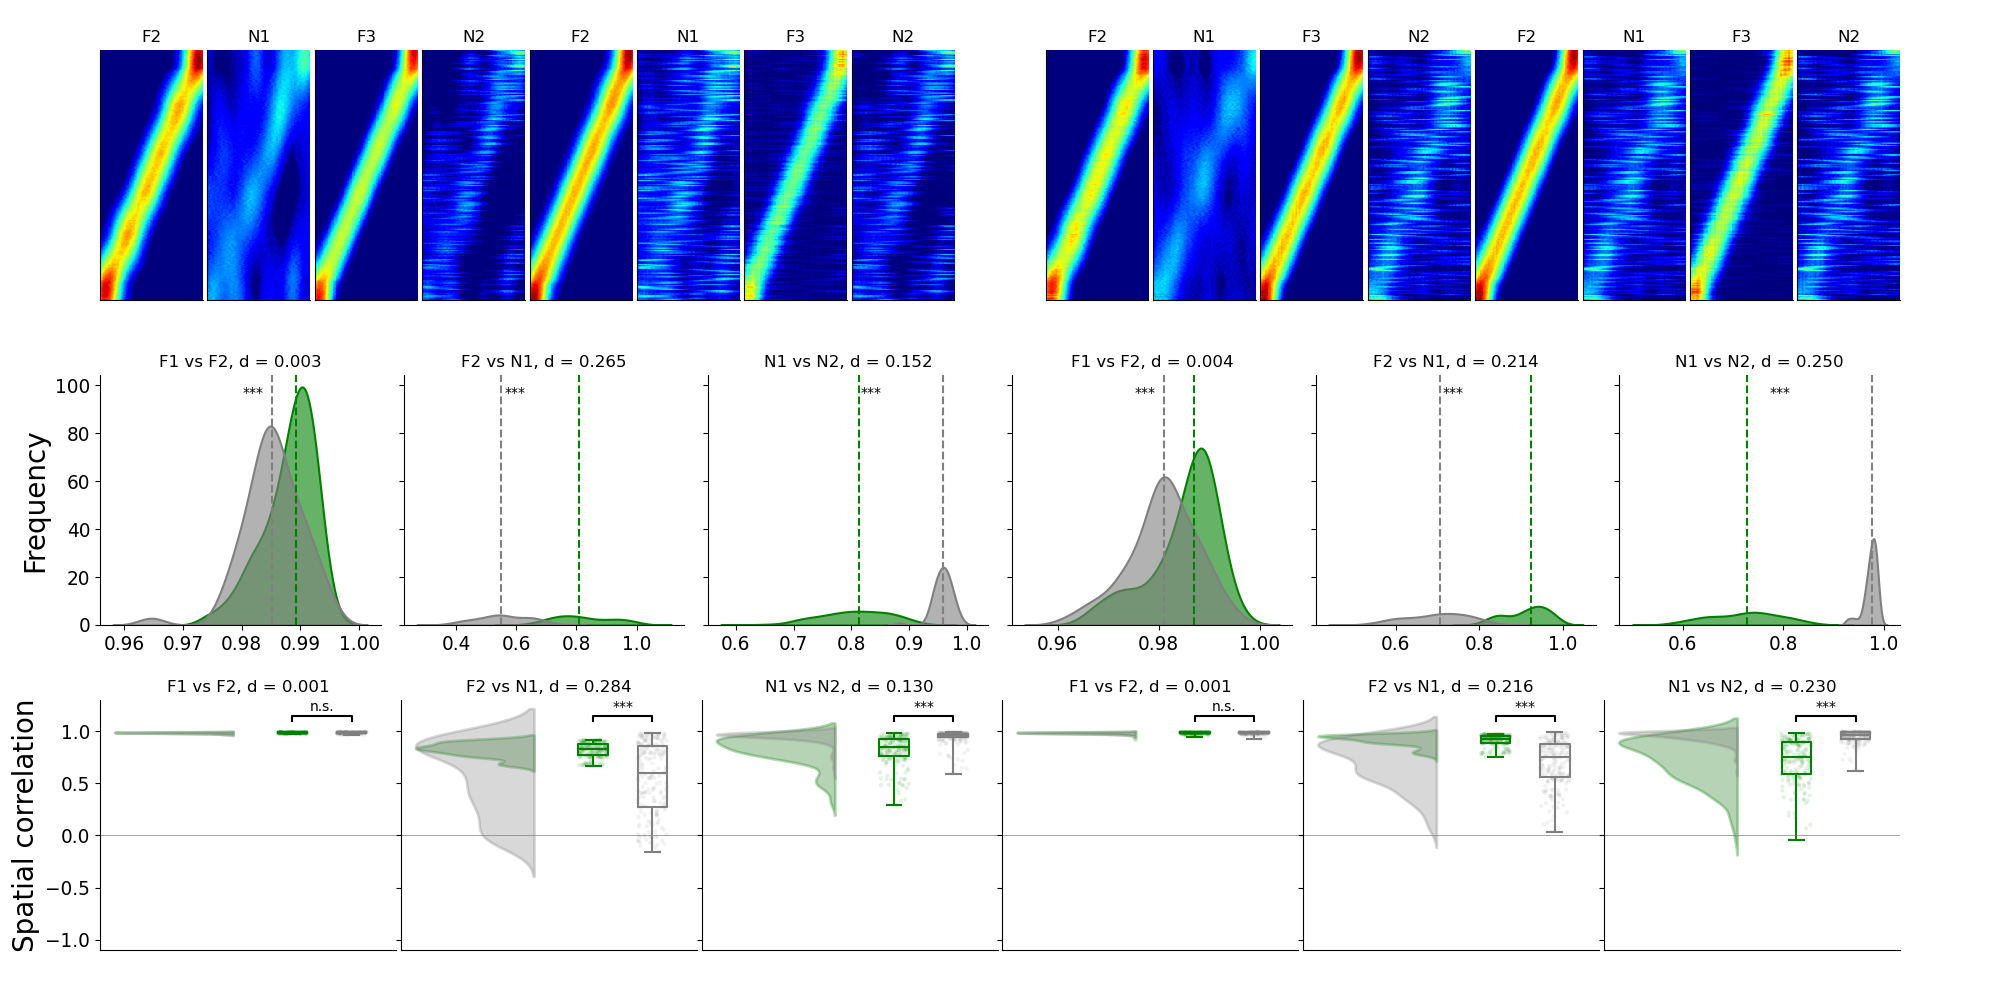 F2 N1 F3 N2 F2 N1 F3 N2 F2 N1 F3 N2 F2 N1 F3 N2
F1 vs F2, d = 0.003 F2 vs N1, d = 0.265 N1 vs N2, d = 0.152 F1 vs F2, d = 0.004 F2 vs N1, d = 0.214 N1 vs N2, d = 0.250
*** *** *** *** *** ***
Frequency
100
80
60
40
20
0
0.96 0.97 0.98 0.99 1.00 0.4 0.6 0.8 1.0 0.6 0.7 0.8 0.9 1.0 0.96 0.98 1.00 0.6 0.8 1.0 0.6 0.8 1.0
F1 vs F2, d = 0.001 F2 vs N1, d = 0.284 N1 vs N2, d = 0.130 F1 vs F2, d = 0.001 F2 vs N1, d = 0.216 N1 vs N2, d = 0.230
n.s. *** *** n.s. *** ***
Spatial correlation
1.0
0.5
0.0
−0.5
−1.0